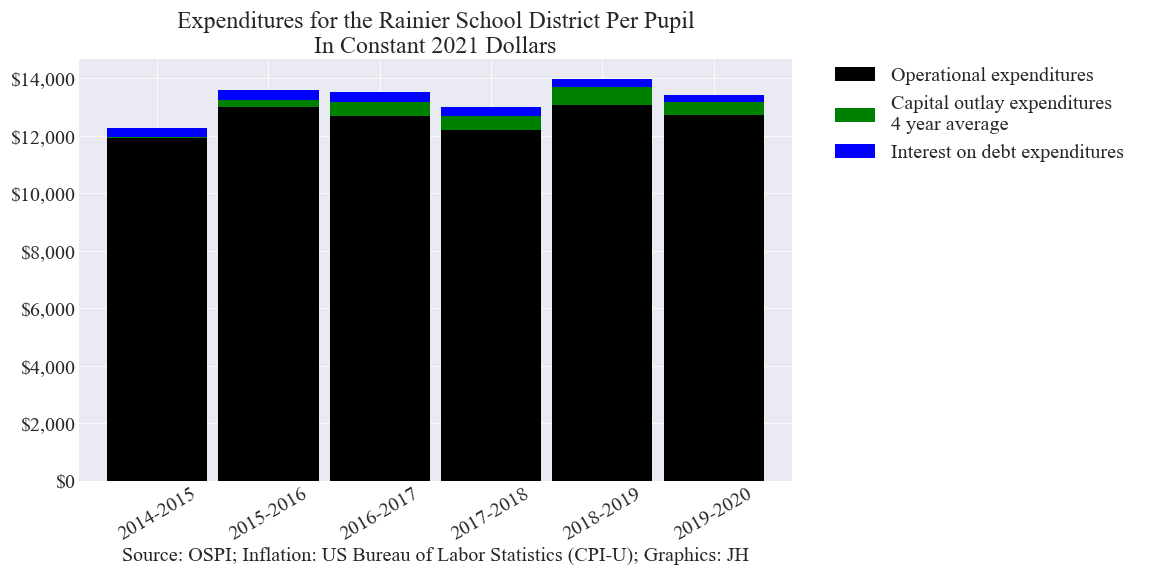 Expenditures for the Rainier School District Per Pupil
In Constant 2021 Dollars
$14,000
$12,000
$10,000
$8,000
$6,000
$4,000
$2,000
$0
2014-2015
2015-2016
2016-2017
2017-2018
2018-2019
2019-2020
Source: OSPI; Inflation: US Bureau of Labor Statistics (CPI-U); Graphics: JH
Operational expenditures
Capital outlay expenditures
4 year average
Interest on debt expenditures